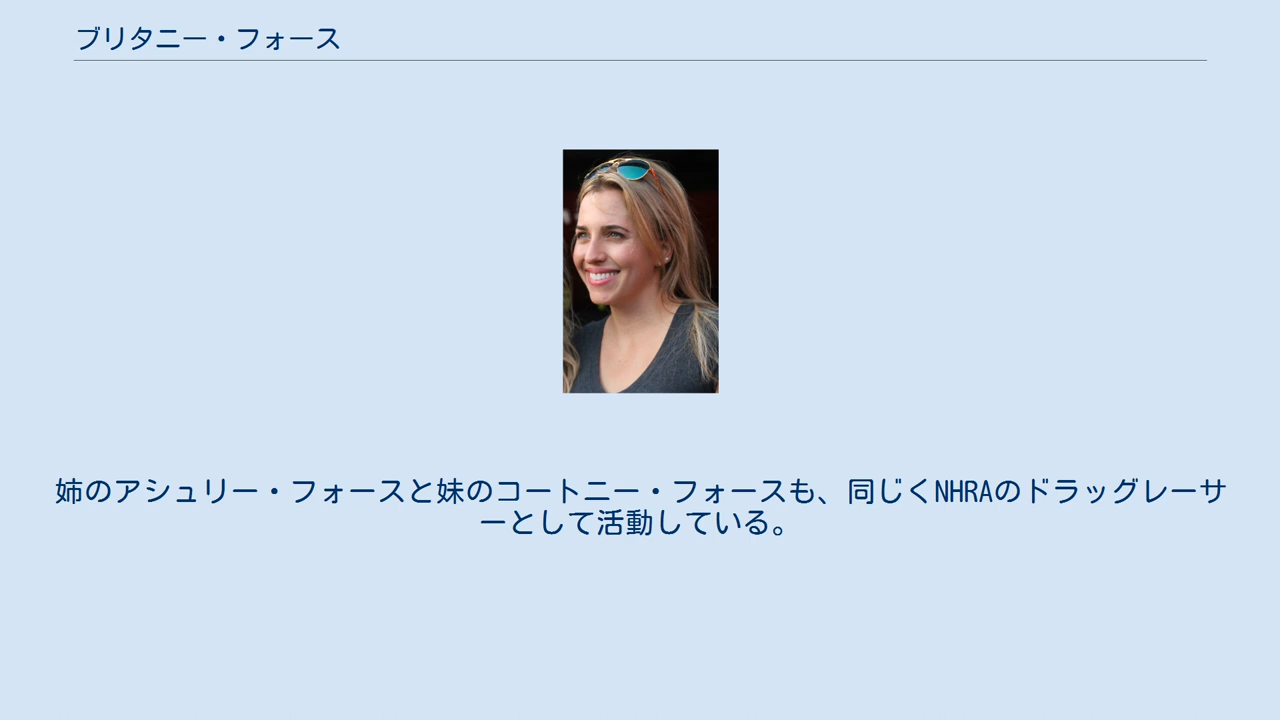 ブリタニー・フォース
姉のアシュリー・フォースと妹のコートニー・フォースも、同じくNHRAのドラッグレーサ
ーとして活動している。